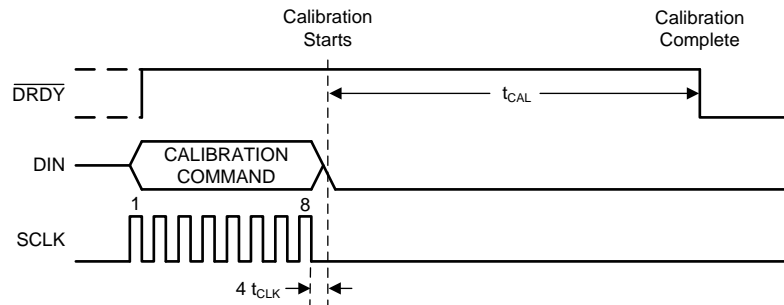 Calibration
Starts
Calibration
Complete
DRDY
tCAL
DIN
CALIBRATION
COMMAND
1
8
SCLK
4 tCLK